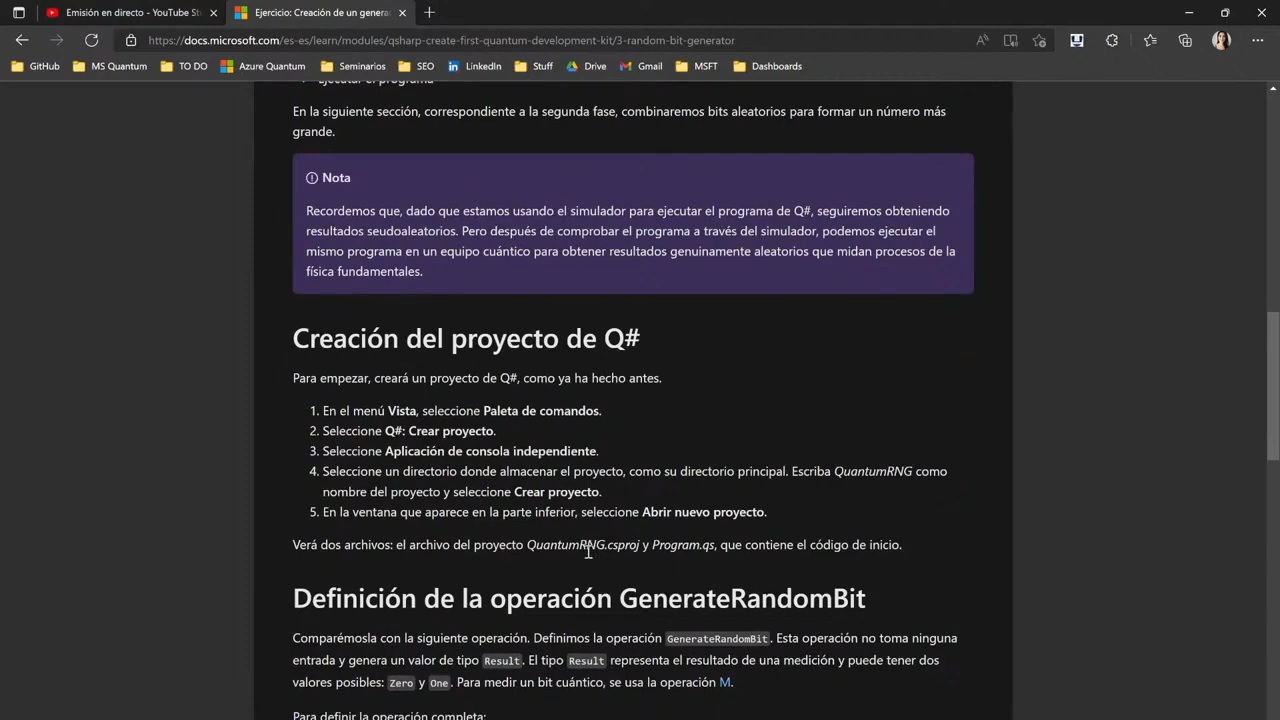 Emisión en directo - YouTube St
Ejercicio: Creación de un genera
https://docs.microsoft.com/es-es/learn/modules/qsharp-create-first-quantum-development-kit/3-random-bit-generator
GitHub MS Quantum TO DO Azure Quantum Seminarios SEO LinkedIn Stuff Drive Gmail MSFT Dashboards
Ejecutar el programa
En la siguiente sección, correspondiente a la segunda fase, combinaremos bits aleatorios para formar un número más
grande.
Nota
Recordemos que, dado que estamos usando el simulador para ejecutar el programa de Q#, seguiremos obteniendo
resultados seudoaleatorios. Pero después de comprobar el programa a través del simulador, podemos ejecutar el
mismo programa en un equipo cuántico para obtener resultados genuinamente aleatorios que midan procesos de la
física fundamentales.
Creación del proyecto de Q#
Para empezar, creará un proyecto de Q#, como ya ha hecho antes.
1. En el menú Vista, seleccione Paleta de comandos.
2. Seleccione Q#: Crear proyecto.
3. Seleccione Aplicación de consola independiente.
4. Seleccione un directorio donde almacenar el proyecto, como su directorio principal. Escriba QuantumRNG como
nombre del proyecto y seleccione Crear proyecto.
5. En la ventana que aparece en la parte inferior, seleccione Abrir nuevo proyecto.
Verá dos archivos: el archivo del proyecto QuantumRNG.csproj y Program.qs, que contiene el código de inicio.
Definición de la operación GenerateRandomBit
Comparémosla con la siguiente operación. Definimos la operación GenerateRandomBit. Esta operación no toma ninguna
entrada y genera un valor de tipo Result. El tipo Result representa el resultado de una medición y puede tener dos
valores posibles: Zero y One. Para medir un bit cuántico, se usa la operación M.
Para definir la operación completa: